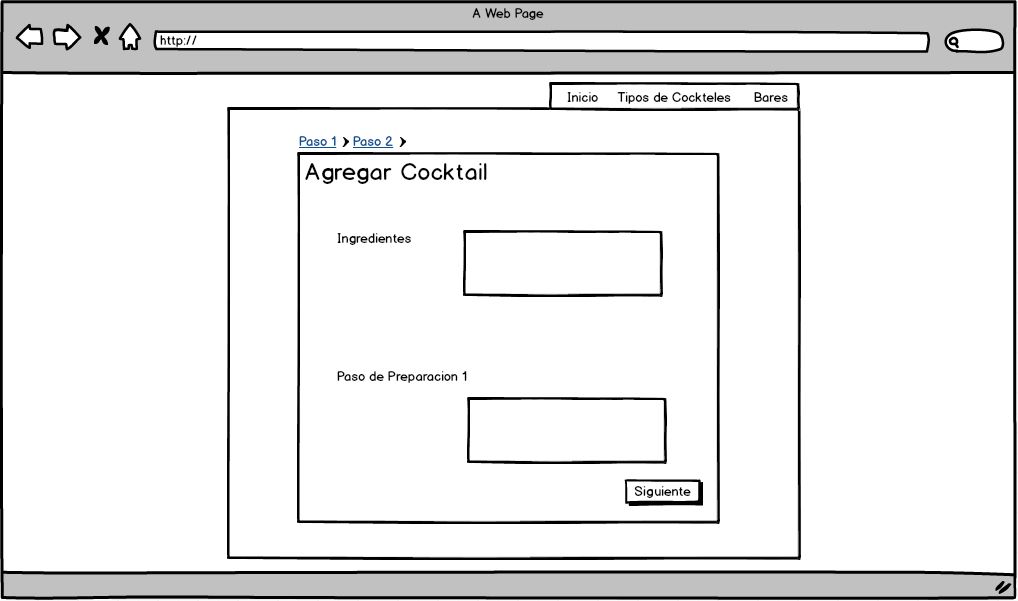 A Web Page
http://
Inicio Tipos de Cockteles Bares
Paso 1 Paso 2
Agregar Cocktail
Ingredientes
Paso de Preparacion 1
Siguiente